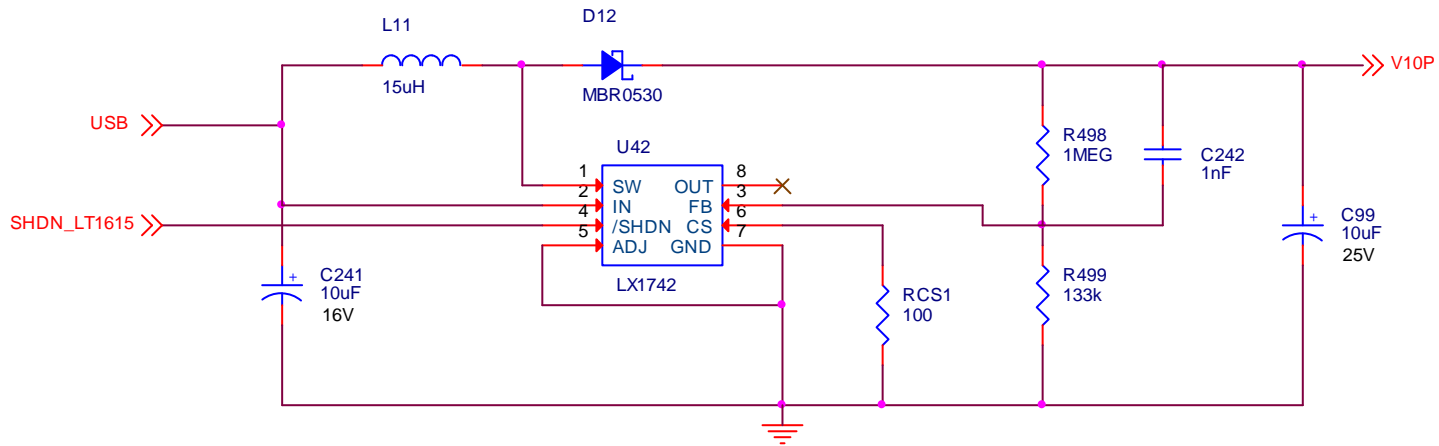 L11
15uH
D12
MBR0530
V10P
USB
SHDN_LT1615
U42
1
2
4
5
SW
IN
/SHDN
ADJ
OUT
FB
CS
GND
8
3
6
7
LX1742
R498
1MEG
C242
1nF
+
C99
10uF
25V
+
C241
10uF
16V
RCS1
100
R499
133k